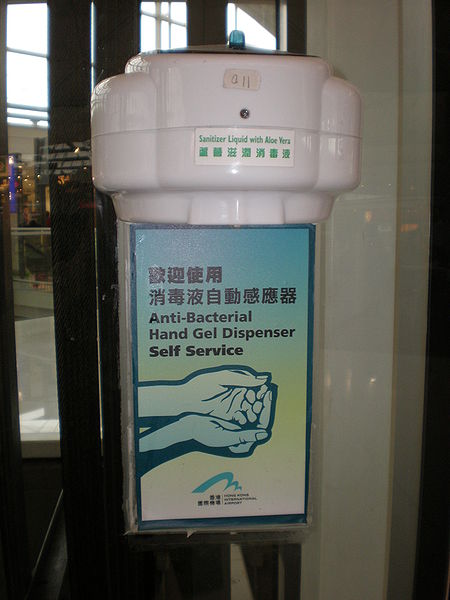 G11
Sanitizer Liquid with Aloe Vera
蘆薈滋潤消毒液
歡迎使用
消毒液自動感應器
Anti-Bacterial
Hand Gel Dispenser
Self Service
香港
國際機場
HONG KONG
INTERNATIONAL
AIRPORT